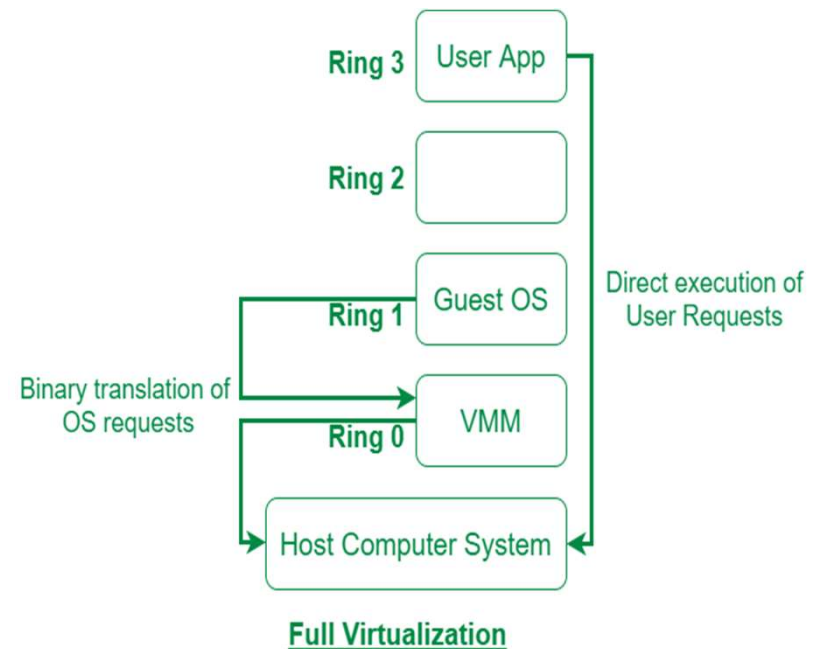 Ring 3
User App
Ring 2
Ring 1
Guest OS
Direct execution of
User Requests
Binary translation of
OS requests
Ring 0
VMM
Host Computer System
Full Virtualization